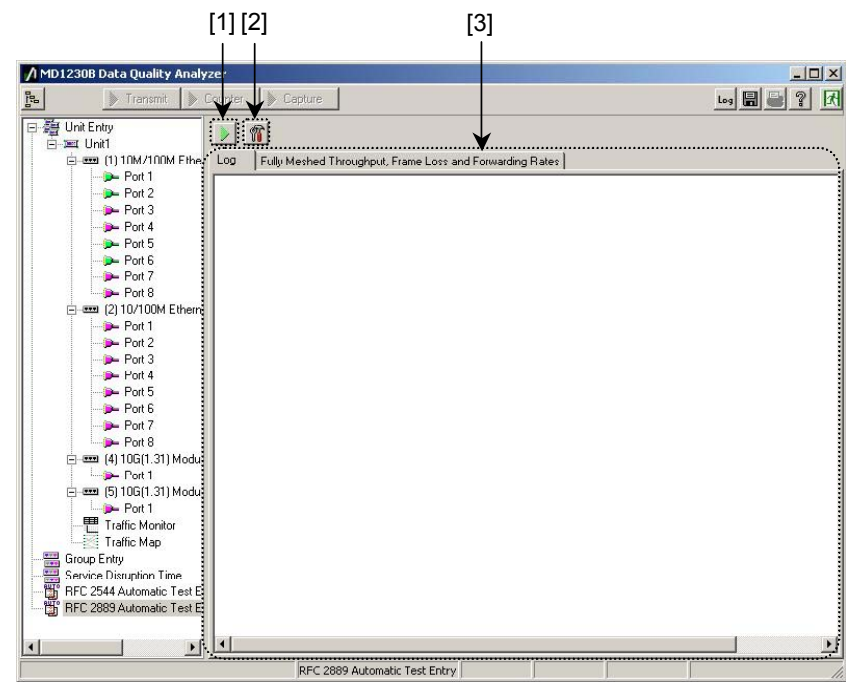 [1] [2] [3]
MD1230B Data Quality Analyzer
Transmit Counter Capture Log
Unit Entry
Unit1
(1) 10M/100M Ethe
Port 1
Port 2
Port 3
Port 4
Port 5
Port 6
Port 7
Port 8
(2) 10/100M Ethern
Port 1
Port 2
Port 3
Port 4
Port 5
Port 6
Port 7
Port 8
(4) 10G(1.31) Modu
Port 1
(5) 10G(1.31) Modu
Port 1
Traffic Monitor
Traffic Map
Group Entry
Service Disruption Time
AUTO RFC 2544 Automatic Test E
AUTO RFC 2889 Automatic Test E
Log Fully Meshed Throughput, Frame Loss and Forwarding Rates
RFC 2889 Automatic Test Entry